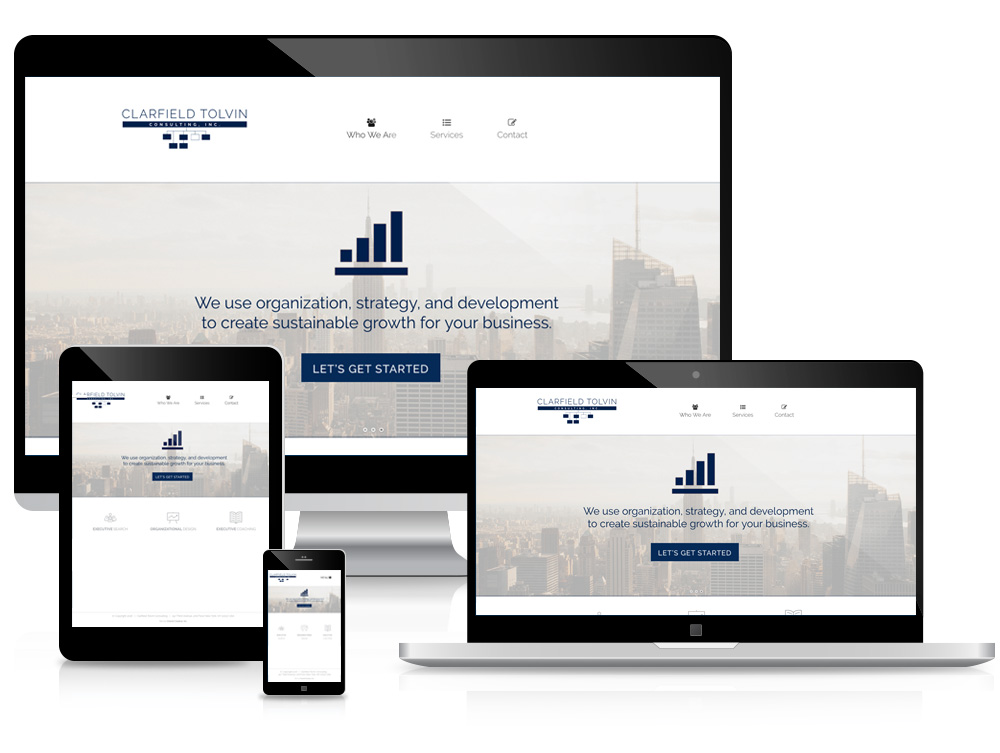 CLARFIELD TOLVIN
CONSULTING, INC.
Who We Are
Services
Contact
We use organization, strategy, and development
to create sustainable growth for your business.
LET'S GET STARTED
FIELD TOLVIN
CONSULTING, INC.
Who We Are
Services
Contact
We use organization, strategy, and development
to create sustainable growth for your business.
LET'S GET STARTED
EXECUTIVE SEARCH
ORGANIZATIONAL DESIGN
EXECUTIVE COACHING
CLARFIELD TOLVIN
CONSULTING, INC.
Who We Are
Services
Contact
We use organization, strategy, and development
to create sustainable growth for your business.
LET'S GET STARTED